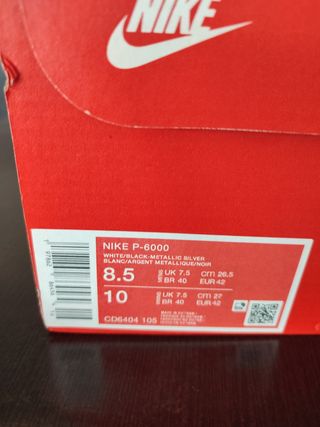 NIKE
NIKE P-6000
WHITE/BLACK-METALLIC SILVER
BLANC/ARGENT METALLIQUE/NOIR
8.5 UK 7.5 cm 26.5
BR 40 EUR 42
10 UK 7.5 cm 27
BR 40 EUR 42
CD6404 105